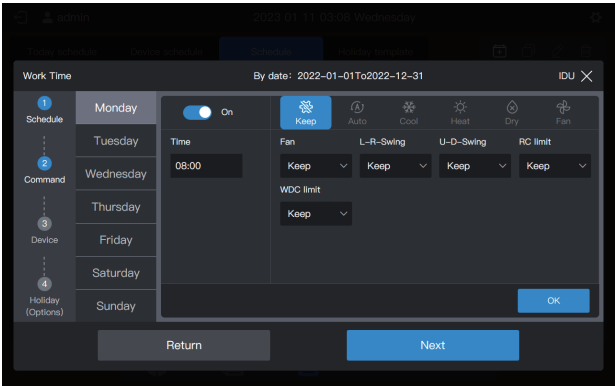 admin
2023 01 11 03:08 Wednesday
Today schedule
Device schedule
Schedule
Holiday template
Work Time
By date: 2022-01-01To2022-12-31
IDU
1
Schedule
2
Command
3
Device
4
Holiday
(Options)
Monday
Tuesday
Wednesday
Thursday
Friday
Saturday
Sunday
On
Keep
Auto
Cool
Heat
Dry
Fan
Time
08:00
Fan
L-R-Swing
U-D-Swing
RC limit
Keep
Keep
Keep
Keep
WDC limit
Keep
OK
Return
Next